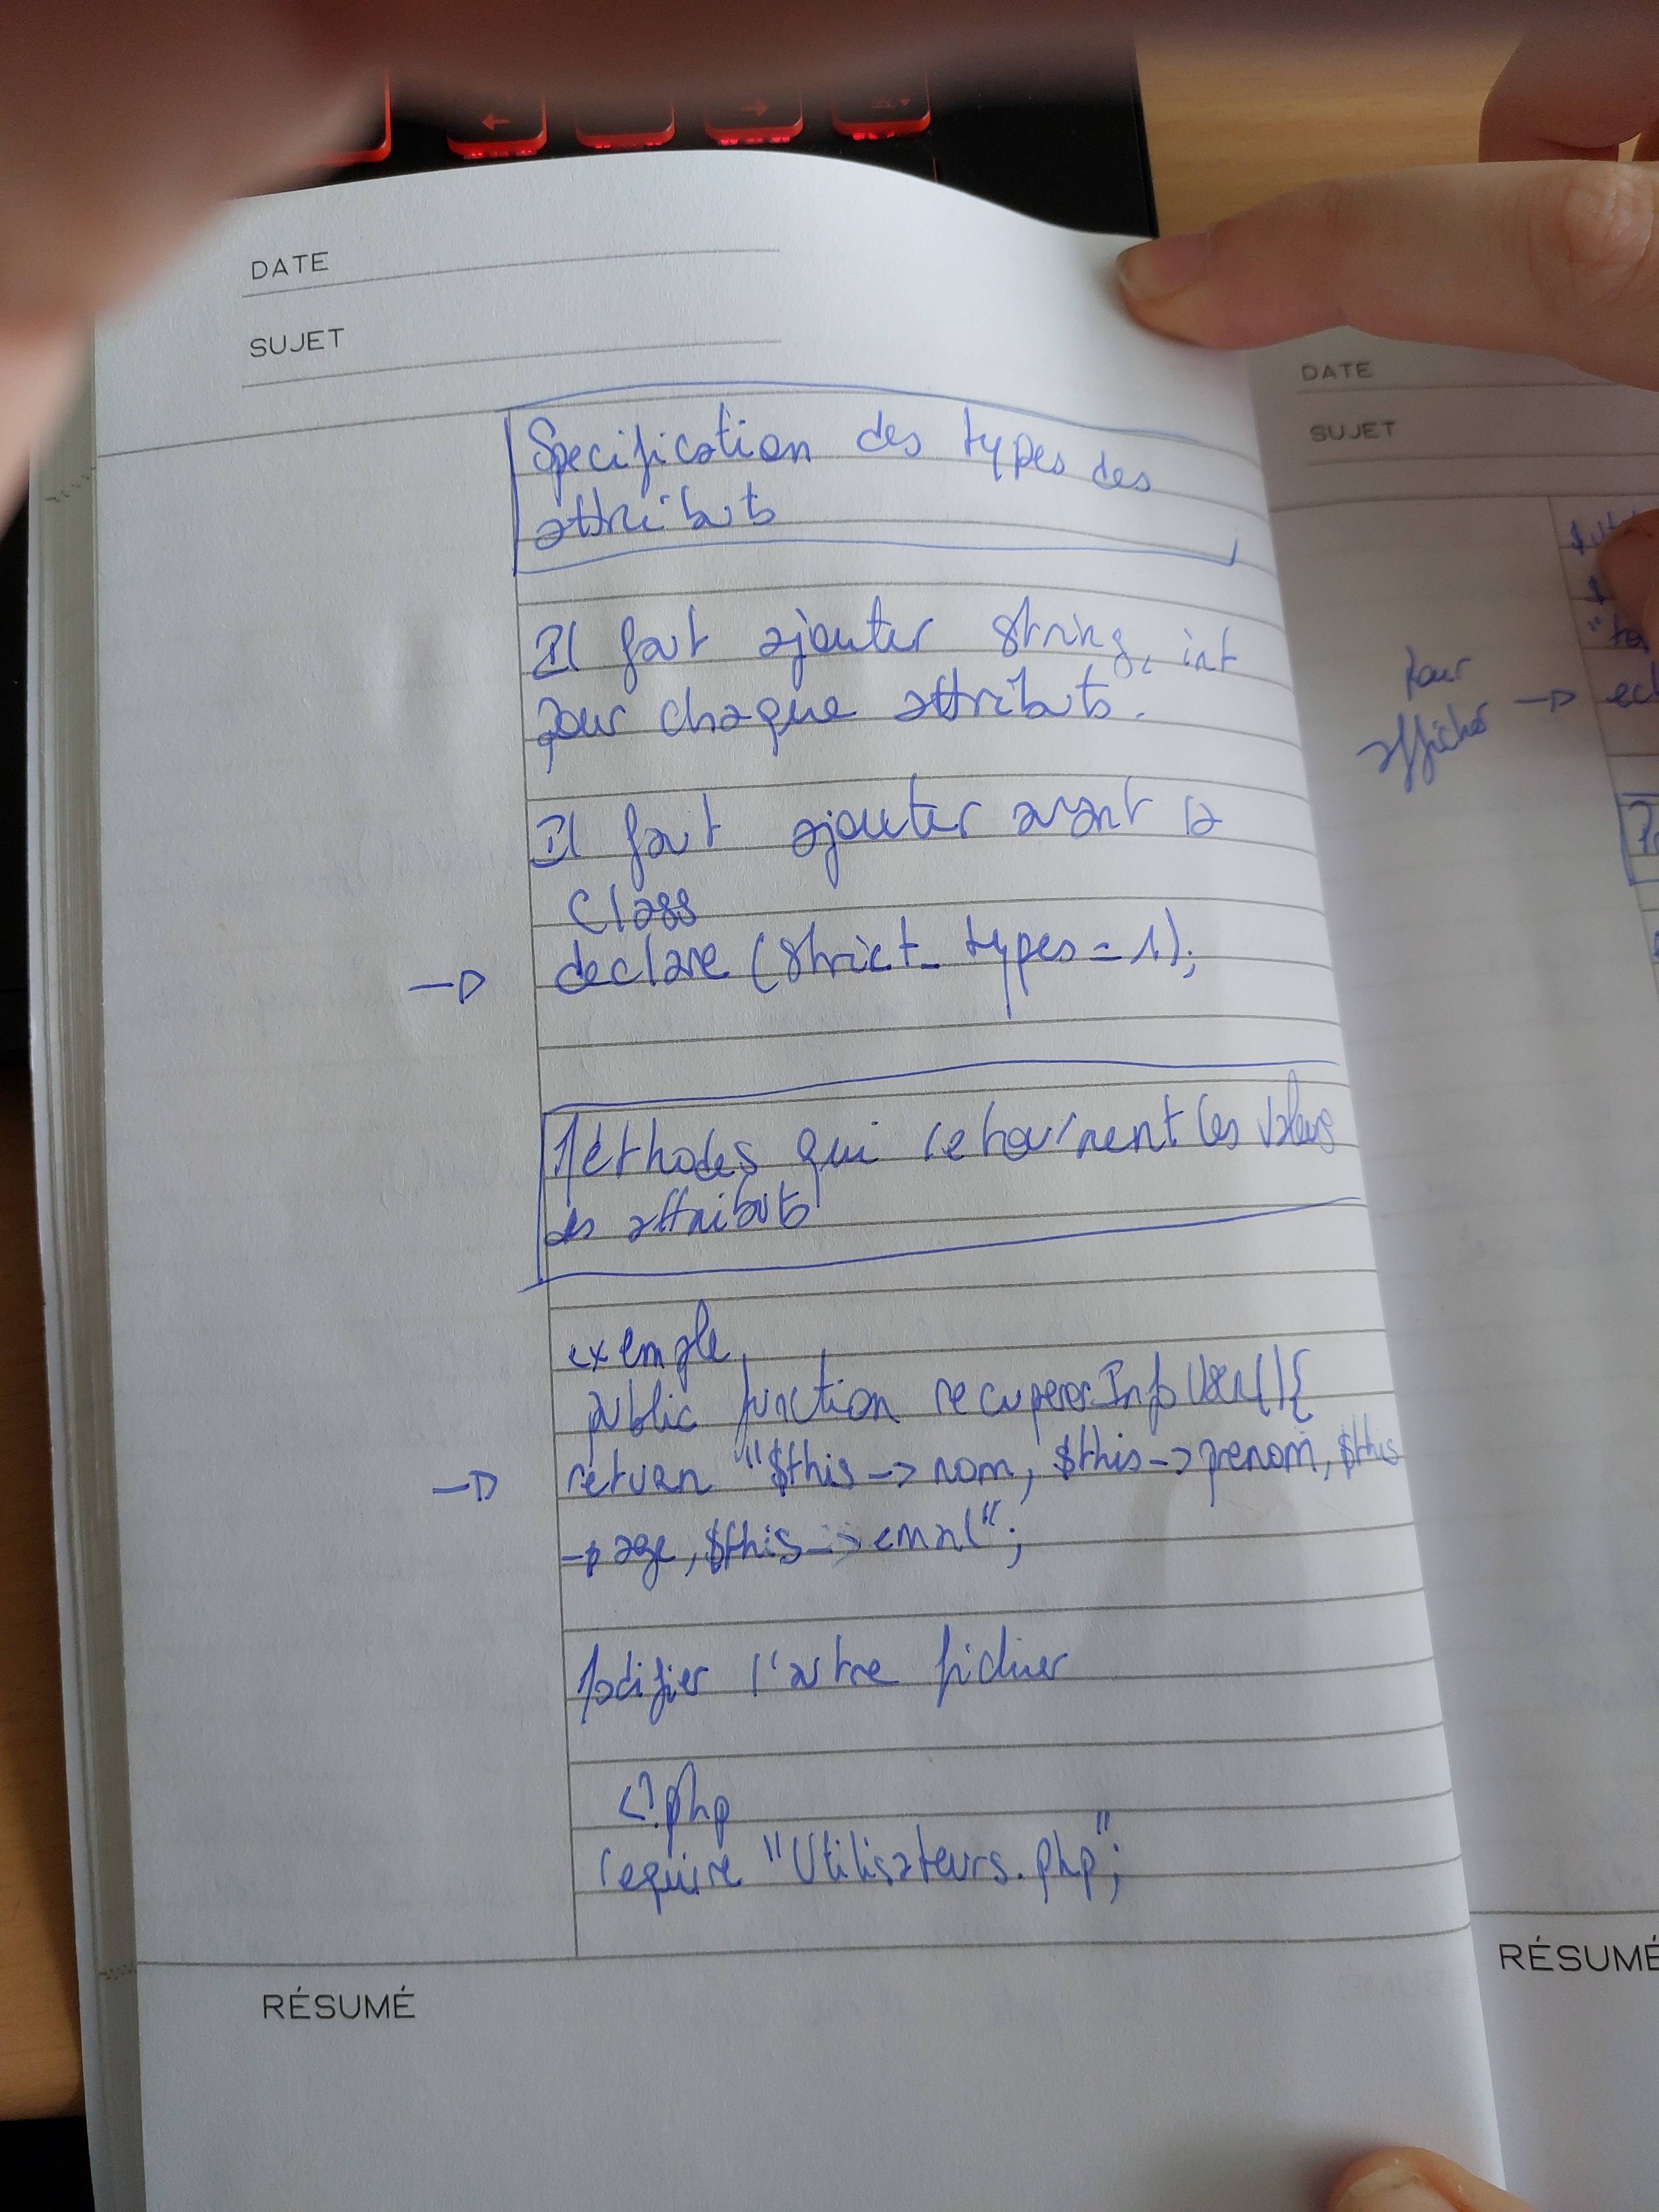 DATE
SUJET
Specification des types des
attributs
Il faut ajouter string, int
pour chaque attributs.
Il faut ajouter avant la
class
→ declare (strict_types = 1);
Méthodes qui retournent les valeurs
des attributs
exemple,
public function recupererInfoUser(){
→ return "$this -> nom, $this -> prenom, $this
-> age, $this -> email";
Modifier l'autre fichier
<?php
require "Utilisateurs.php";
RÉSUMÉ
DATE
SUJET
Pour
afficher →
RÉSUMÉ